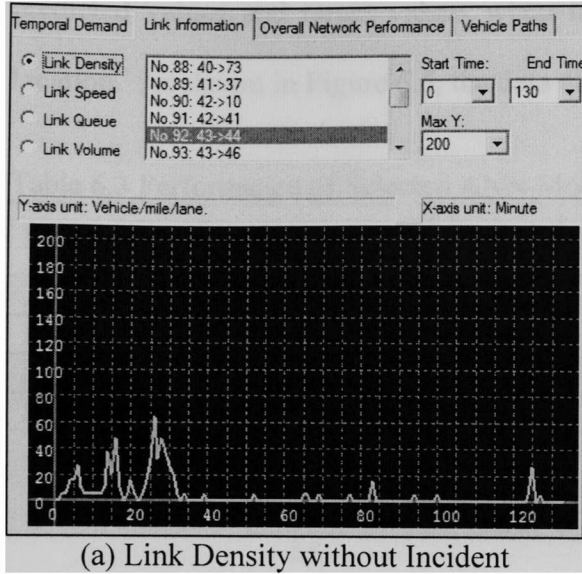 Temporal Demand Link Information Overall Network Perfomance Vehicle Paths
Link Density
Link Speed
Link Queue
Link Volume
No.88: 40->73
No.89: 41->37
No.90: 42->10
No.91: 42->41
No.92: 43->44
No.93: 43->46
Start Time: End Time
0 130
Max Y:
200
Y-axis unit: Vehicle/mile/lane. X-axis unit: Minute
200
180
160
140
120
100
80
60
40
20
0
0 20 40 60 80 100 120
(a) Link Density without Incident